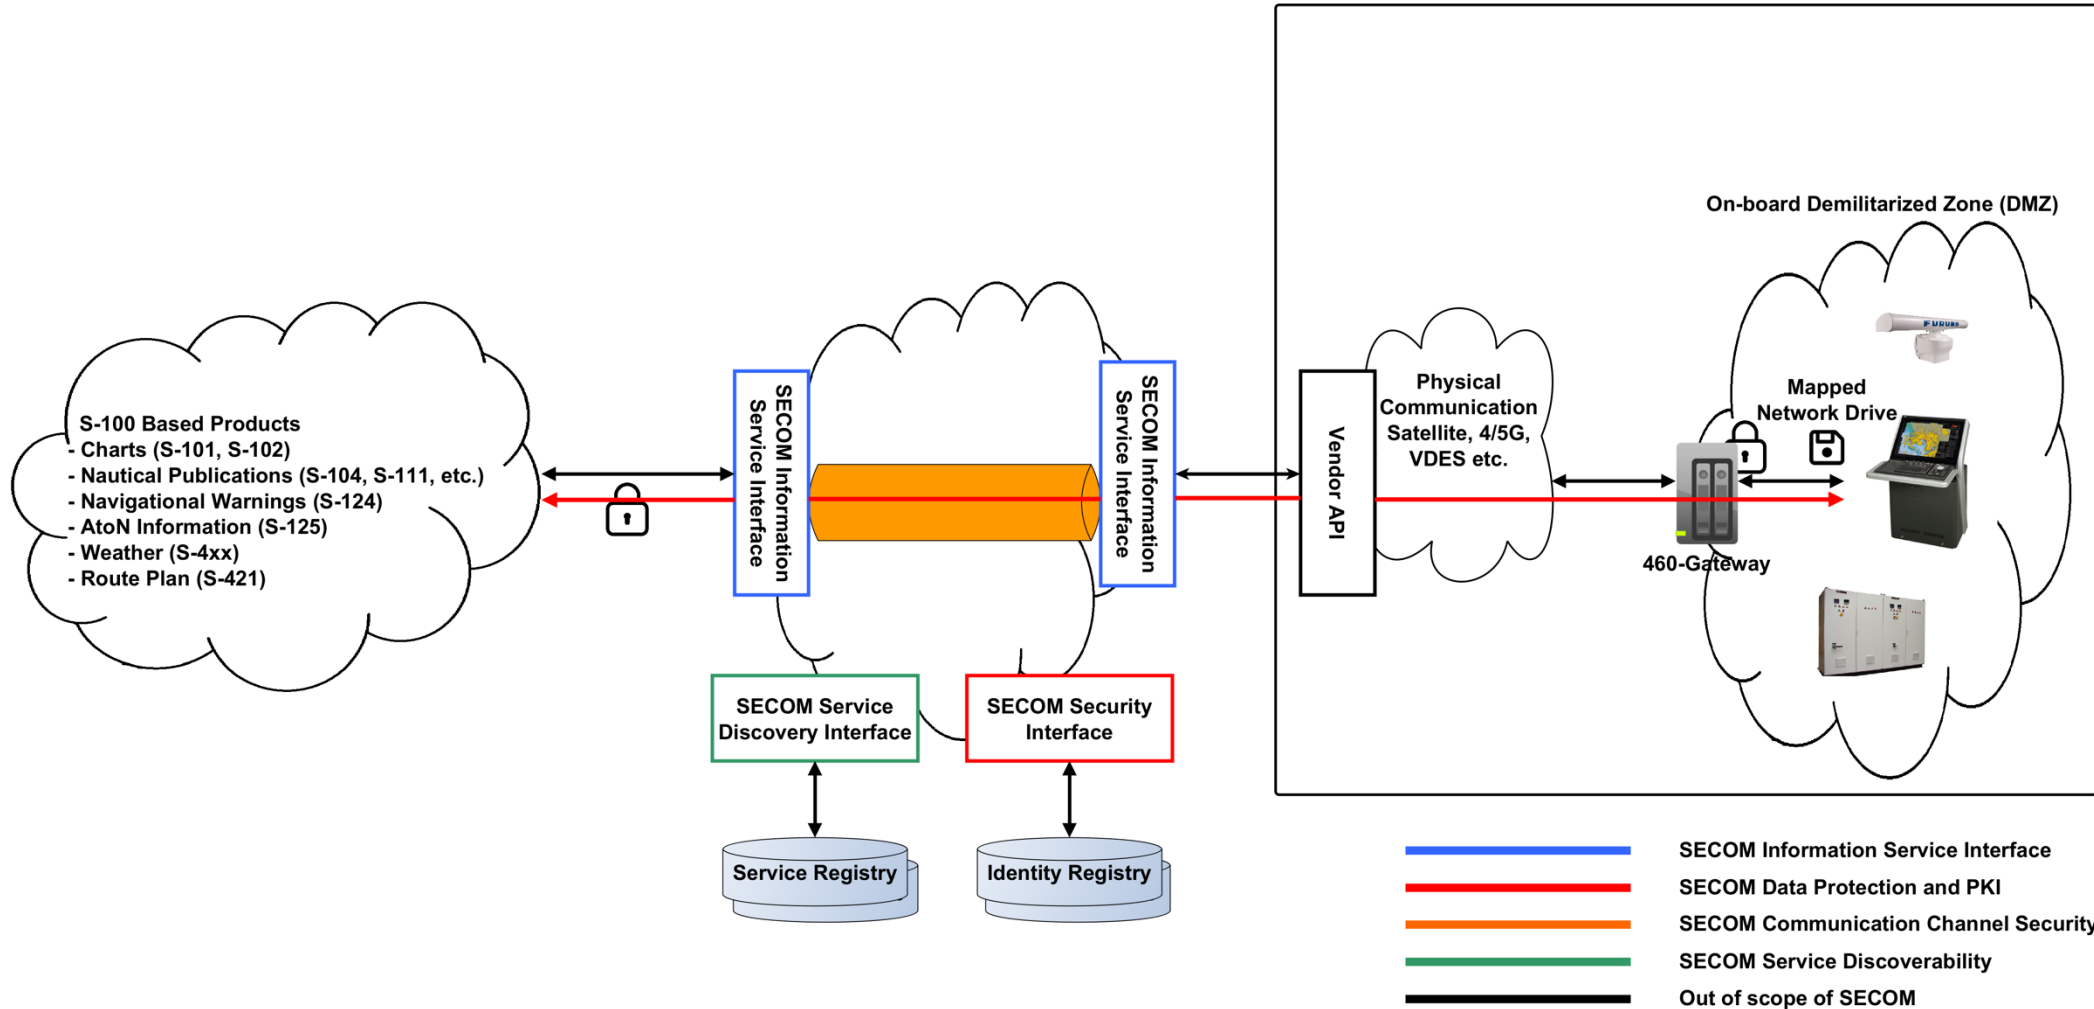 On-board Demilitarized Zone (DMZ)
FURUNO
S-100 Based Products
- Charts (S-101, S-102)
- Nautical Publications (S-104, S-111, etc.)
- Navigational Warnings (S-124)
- AtoN Information (S-125)
- Weather (S-4xx)
- Route Plan (S-421)
SECOM Information
Service Interface
SECOM Information
Service Interface
Vendor API
Physical
Communication
Satellite, 4/5G,
VDES etc.
Mapped
Network Drive
460-Gateway
SECOM Service
Discovery Interface
SECOM Security
Interface
Service Registry
Identity Registry
SECOM Information Service Interface
SECOM Data Protection and PKI
SECOM Communication Channel Security
SECOM Service Discoverability
Out of scope of SECOM